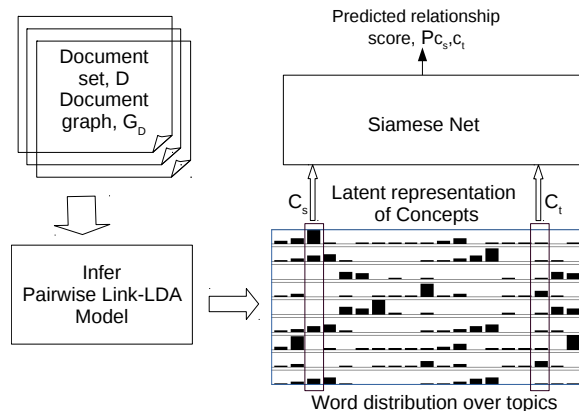 Document
set, D
Document
graph, G_D
Infer
Pairwise Link-LDA
Model
Predicted relationship
score, Pc_s,c_t
Siamese Net
C_s
Latent representation
of Concepts
C_t
Word distribution over topics